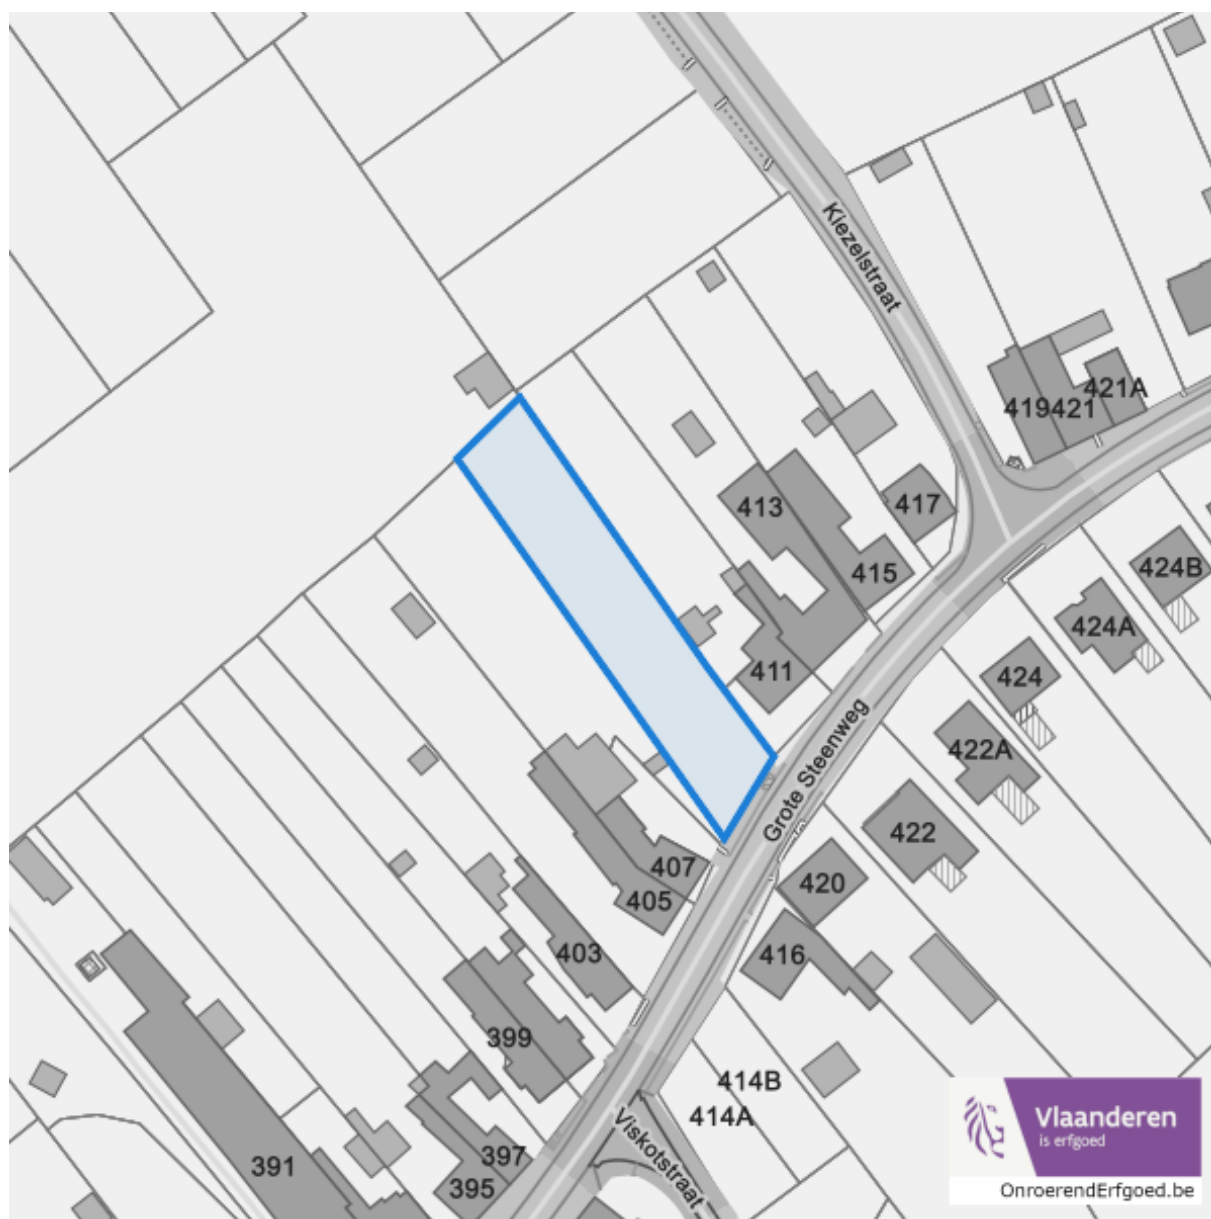 Kiezelstraat
421A
419
421
413
417
415
424B
424A
411
424
Grote Steenweg
422A
422
407
420
405
403
416
399
414B
414A
Viskotstraat
397
391
395
Vlaanderen
is erfgoed
OnroerendErfgoed.be